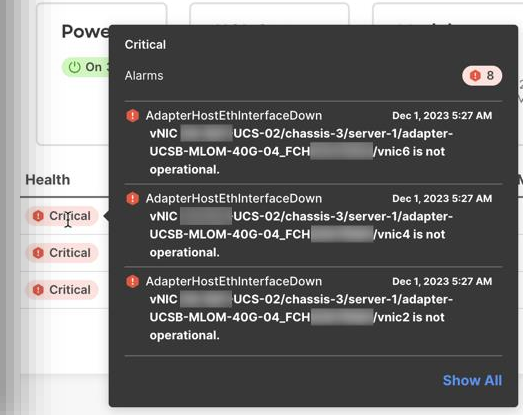 Powe
On
Critical
Alarms
8
AdapterHostEthInterfaceDown Dec 1, 2023 5:27 AM
vNIC UCS-02/chassis-3/server-1/adapter-
UCSB-MLOM-40G-04_FCH /vnic6 is not
operational.
AdapterHostEthInterfaceDown Dec 1, 2023 5:27 AM
vNIC UCS-02/chassis-3/server-1/adapter-
UCSB-MLOM-40G-04_FCH /vnic4 is not
operational.
AdapterHostEthInterfaceDown Dec 1, 2023 5:27 AM
vNIC UCS-02/chassis-3/server-1/adapter-
UCSB-MLOM-40G-04_FCH /vnic2 is not
operational.
Show All
Health
Critical
Critical
Critical